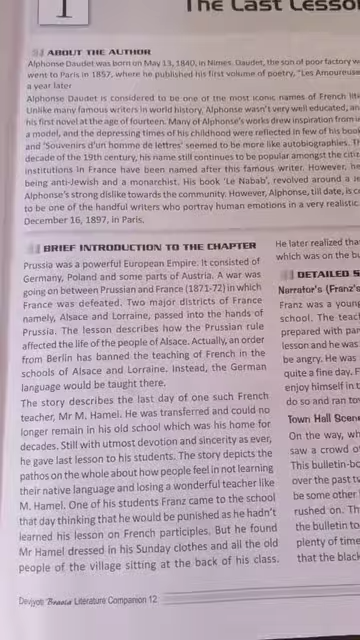 1
The Last Lesso
ABOUT THE AUTHOR
Alphonse Daudet was born on May 13, 1840, in Nimes. Daudet, the son of poor factory w
went to Paris in 1857, where he published his first volume of poetry, "Les Amoureuse
a year later
Alphonse Daudet is considered to be one of the most iconic names of French lite
Unlike many famous writers in world history, Alphonse wasn't very well educated, an
his first novel at the age of fourteen. Many of Alphonse's works drew inspiration from
a model, and the depressing times of his childhood were reflected in few of his book
and 'Souvenirs d'un homme de lettres' seemed to be more like autobiographies. Th
decade of the 19th century, his name still continues to be popular amongst the citiz
institutions in France have been named after this famous writer. However, he
being anti-Jewish and a monarchist. His book 'Le Nabab', revolved around a
Alphonse's strong dislike towards the community. However, Alphonse, till date, is c
to be one of the handful writers who portray human emotions in a very realistic
December 16, 1897, in Paris.
BRIEF INTRODUCTION TO THE CHAPTER
Prussia was a powerful European Empire. It consisted of
Germany, Poland and some parts of Austria. A war was
going on between Prussian and France (1871-72) in which
France was defeated. Two major districts of France
namely, Alsace and Lorraine, passed into the hands of
Prussia. The lesson describes how the Prussian rule
affected the life of the people of Alsace. Actually, an order
from Berlin has banned the teaching of French in the
schools of Alsace and Lorraine. Instead, the German
language would be taught there.
The story describes the last day of one such French
teacher, Mr M. Hamel. He was transferred and could no
longer remain in his old school which was his home for
decades. Still with utmost devotion and sincerity as ever,
he gave last lesson to his students. The story depicts the
pathos on the whole about how people feel in not learning
their native language and losing a wonderful teacher like
M. Hamel. One of his students Franz came to the school
that day thinking that he would be punished as he hadn't
learned his lesson on French participles. But he found
Mr Hamel dressed in his Sunday clothes and all the old
people of the village sitting at the back of his class.
He later realized tha
which was on the bu
DETAILED S
Narrator's (Franz's
Franz was a youn
school. The teach
prepared with par
lesson and he was
be angry. He was
quite a fine day. F
enjoy himself in t
do so and ran tow
Town Hall Scene
On the way, wh
saw a crowd o
This bulletin-bo
over the past tw
be some other.
rushed on. Th
the bulletin to
plenty of time
that the black
Devjyoti Branix Literature Companion 12